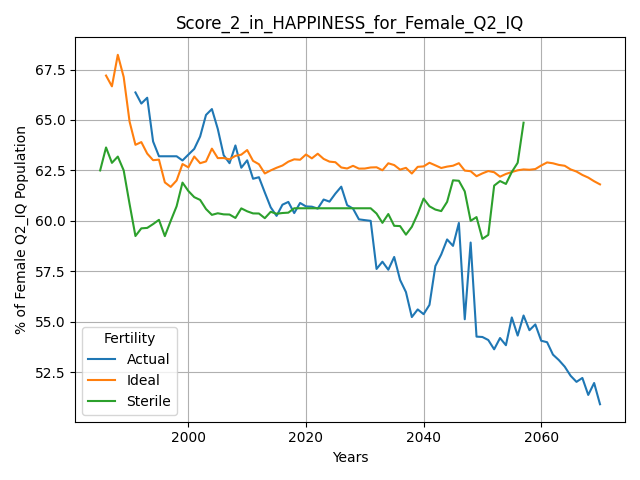 Score_2_in_HAPPINESS_for_Female_Q2_IQ
% of Female Q2_IQ Population
67.5
65.0
62.5
60.0
57.5
55.0
52.5
Fertility
Actual
Ideal
Sterile
2000 2020 2040 2060
Years